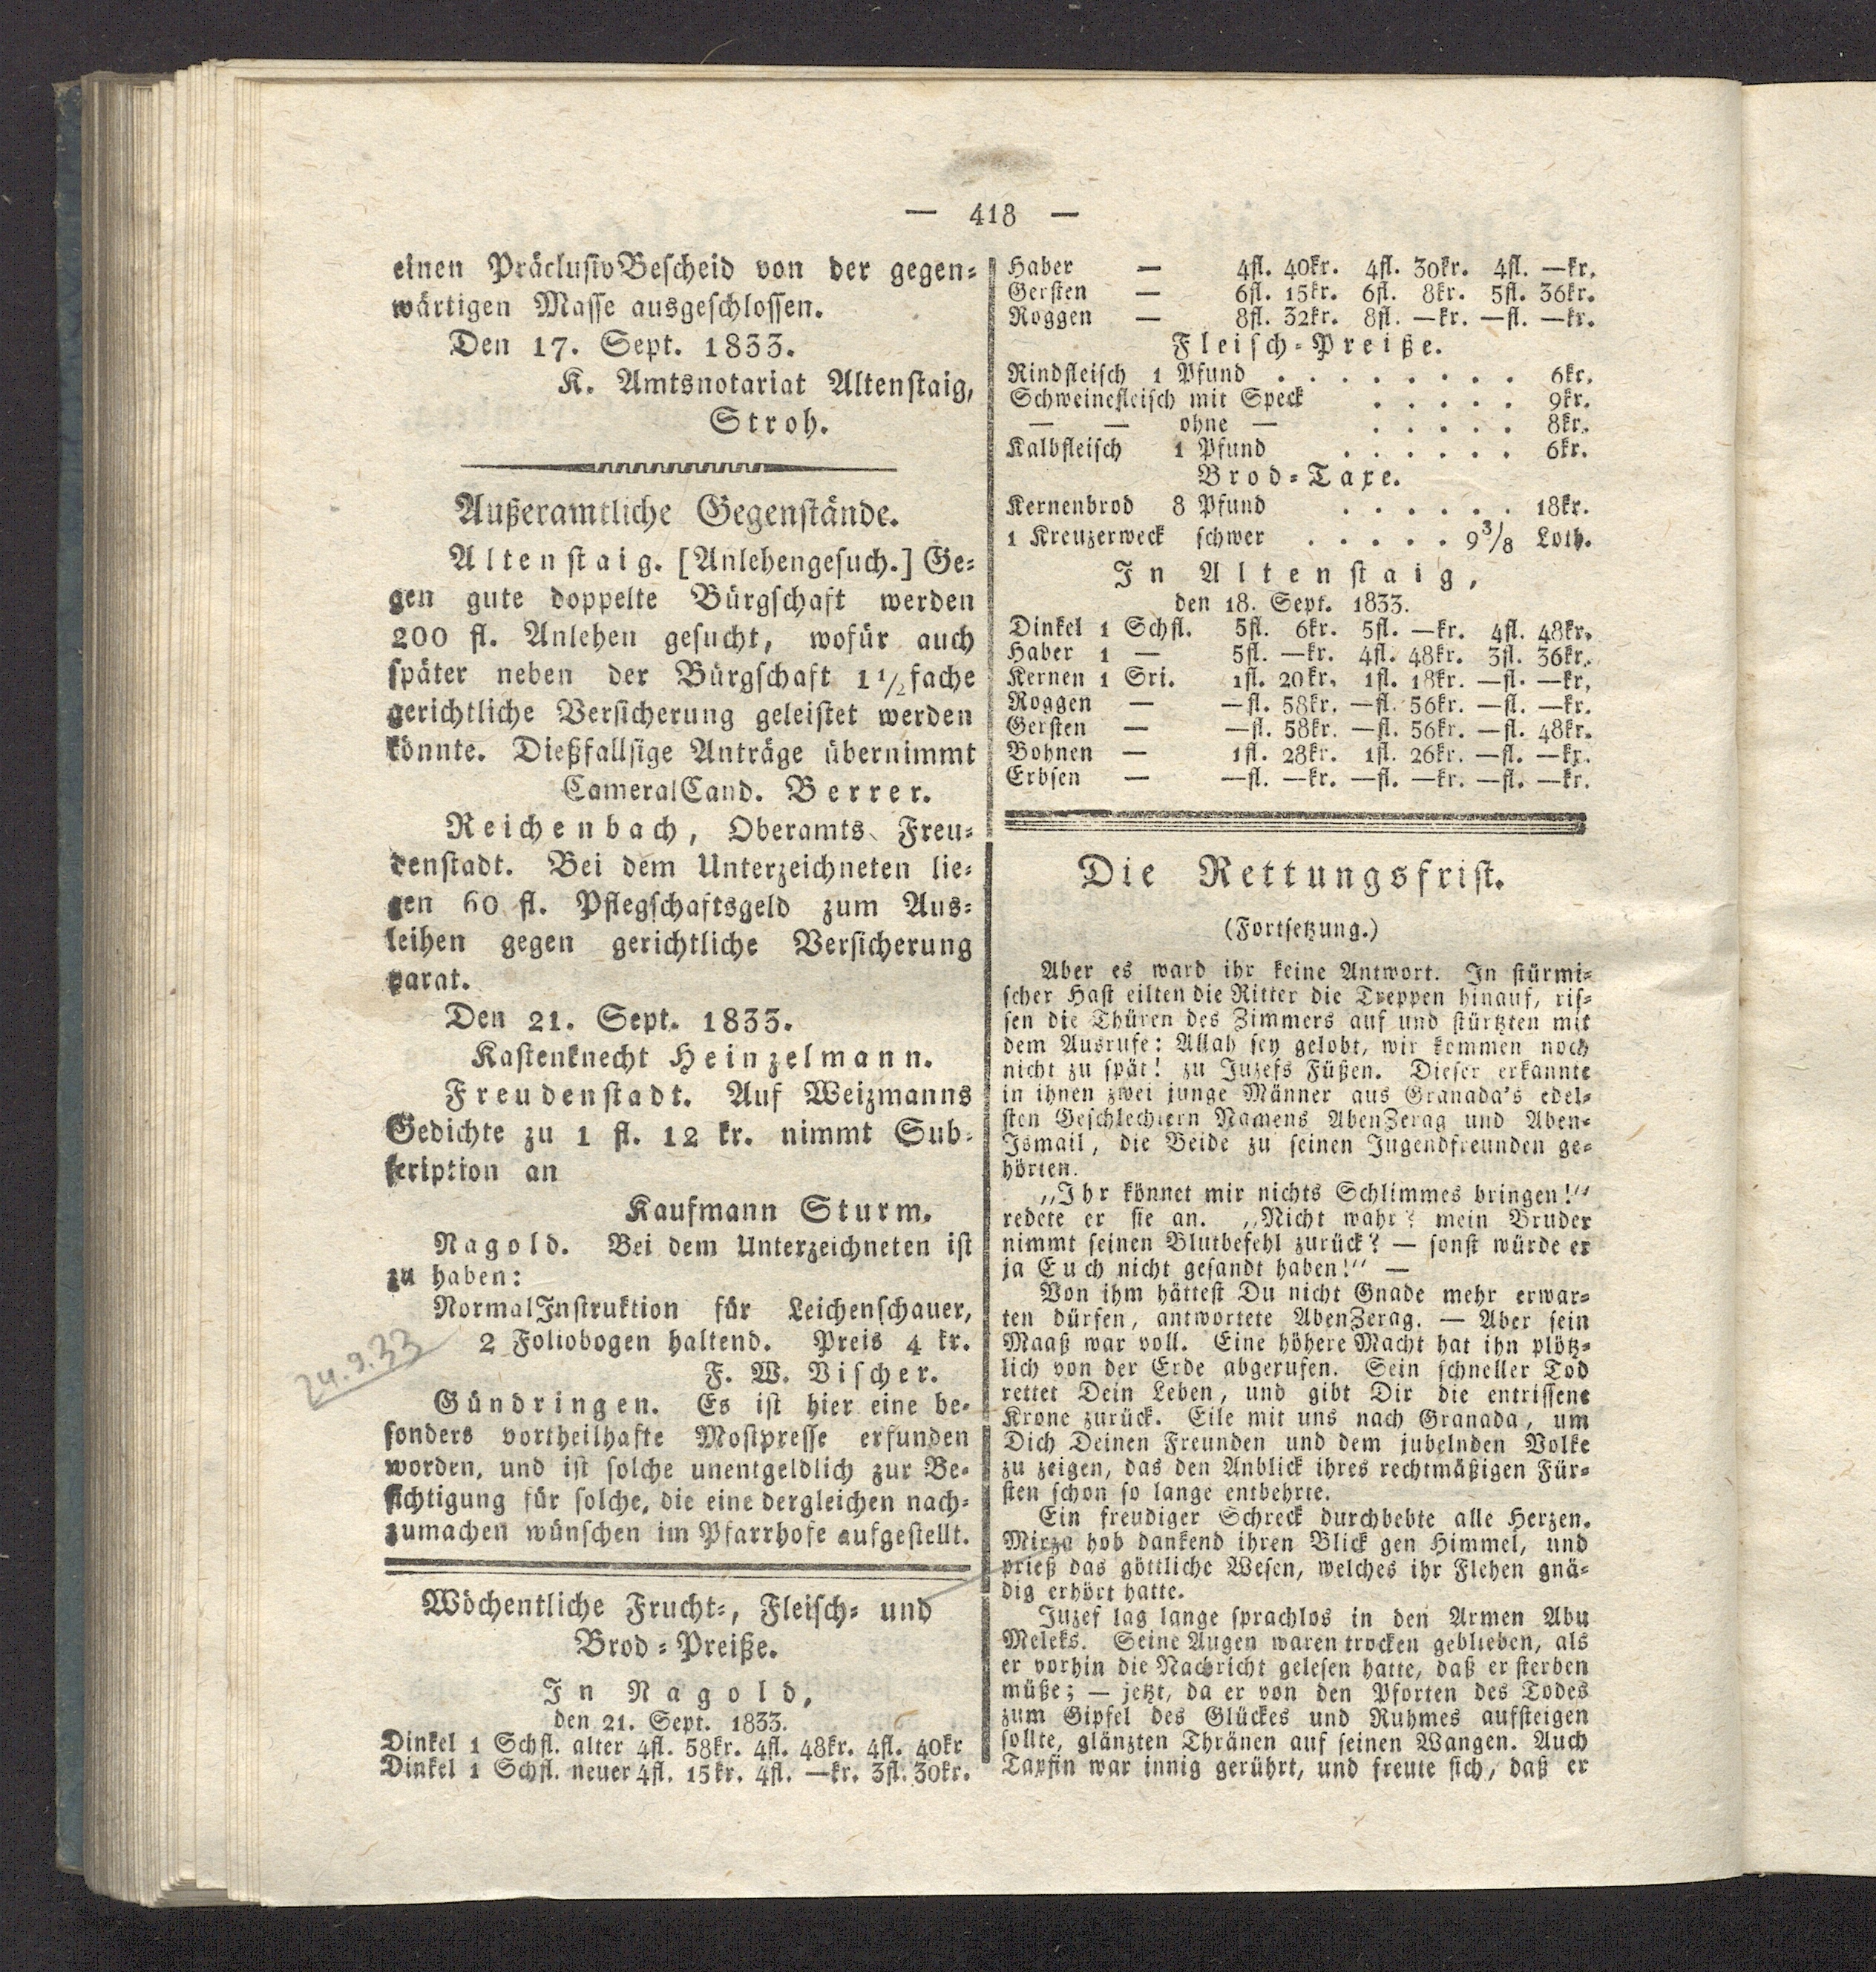 — 418 —
einen PräclusivBescheid von der gegen-
wärtigen Masse ausgeschlossen.
Den 17. Sept. 1833.
K. Amtsnotariat Altenstaig,
Stroh.
Außeramtliche Gegenstände.
Altenstaig. [Anlehengesuch.] Ge-
gen gute doppelte Bürgschaft werden
200 fl. Anlehen gesucht, wofür auch
später neben der Bürgschaft 1 1/2 fache
gerichtliche Versicherung geleistet werden
könnte. Dießfallsige Anträge übernimmt
CameralCand. Berrer.
Reichenbach, Oberamts Freu-
denstadt. Bei dem Unterzeichneten lie-
gen 60 fl. Pflegschaftsgeld zum Aus-
leihen gegen gerichtliche Versicherung
parat.
Den 21. Sept. 1833.
Kastenknecht Heinzelmann.
Freudenstadt. Auf Weizmanns
Gedichte zu 1 fl. 12 kr. nimmt Sub-
scription an
Kaufmann Sturm.
Nagold. Bei dem Unterzeichneten ist
zu haben:
NormalInstruktion für Leichenschauer,
2 Foliobogen haltend. Preis 4 kr.
F. W. Vischer.
24.9.33
Gündringen. Es ist hier eine be-
sonders vortheilhafte Mostpresse erfunden
worden, und ist solche unentgeldlich zur Be-
sichtigung für solche, die eine dergleichen nach-
zumachen wünschen im Pfarrhofe aufgestellt.
Wöchentliche Frucht-, Fleisch- und
Brod-Preiße.
In Nagold,
den 21. Sept. 1833.
Dinkel 1 Schfl. alter 4fl. 58kr. 4fl. 48kr. 4fl. 40kr
Dinkel 1 Schfl. neuer 4fl. 15kr. 4fl. —kr. 3fl. 30kr.
Haber — 4fl. 40kr. 4fl. 30kr. 4fl. —kr.
Gersten — 6fl. 15kr. 6fl. 8kr. 5fl. 36kr.
Roggen — 8fl. 32kr. 8fl. —kr. —fl. —kr.
Fleisch-Preiße.
Rindfleisch 1 Pfund . . . . . . . . 6kr.
Schweinefleisch mit Speck . . . . . 9kr.
— — ohne — . . . . . 8kr.
Kalbfleisch 1 Pfund . . . . . . 6kr.
Brod-Taxe.
Kernenbrod 8 Pfund . . . . . . 18kr.
1 Kreuzerweck schwer . . . . . 9 3/8 Loth.
In Altenstaig,
den 18. Sept. 1833.
Dinkel 1 Schfl. 5fl. 6kr. 5fl. —kr. 4fl. 48kr.
Haber 1 — 5fl. —kr. 4fl. 48kr. 3fl. 36kr.
Kernen 1 Sri. 1fl. 20kr. 1fl. 18kr. —fl. —kr.
Roggen — —fl. 58kr. —fl. 56kr. —fl. —kr.
Gersten — —fl. 58kr. —fl. 56kr. —fl. 48kr.
Bohnen — 1fl. 28kr. 1fl. 26kr. —fl. —kr.
Erbsen — —fl. —kr. —fl. —kr. —fl. —kr.
Die Rettungsfrist.
(Fortsetzung.)
Aber es ward ihr keine Antwort. In stürmi-
scher Hast eilten die Ritter die Treppen hinauf, ris-
sen die Thüren des Zimmers auf und stürtzten mit
dem Ausrufe: Allah sey gelobt, wir kommen noch
nicht zu spät! zu Juzefs Füßen. Dieser erkannte
in ihnen zwei junge Männer aus Granada's edel-
sten Geschlechtern Namens AbenZerag und Aben-
Ismail, die Beide zu seinen Jugendfreunden ge-
hörten.
„Ihr könnet mir nichts Schlimmes bringen!"
redete er sie an. „Nicht wahr? mein Bruder
nimmt seinen Blutbefehl zurück? — sonst würde er
ja Euch nicht gesandt haben!" —
Von ihm hättest Du nicht Gnade mehr erwar-
ten dürfen, antwortete AbenZerag. — Aber sein
Maaß war voll. Eine höhere Macht hat ihn plötz-
lich von der Erde abgerufen. Sein schneller Tod
rettet Dein Leben, und gibt Dir die entrissene
Krone zurück. Eile mit uns nach Granada, um
Dich Deinen Freunden und dem jubelnden Volke
zu zeigen, das den Anblick ihres rechtmäßigen Für-
sten schon so lange entbehrte.
Ein freudiger Schreck durchbebte alle Herzen.
Mirza hob dankend ihren Blick gen Himmel, und
prieß das göttliche Wesen, welches ihr Flehen gnä-
dig erhört hatte.
Juzef lag lange sprachlos in den Armen Abu
Meleks. Seine Augen waren trocken geblieben, als
er vorhin die Nachricht gelesen hatte, daß er sterben
müße; — jetzt, da er von den Pforten des Todes
zum Gipfel des Glückes und Ruhmes aufsteigen
sollte, glänzten Thränen auf seinen Wangen. Auch
Taxfin war innig gerührt, und freute sich, daß er